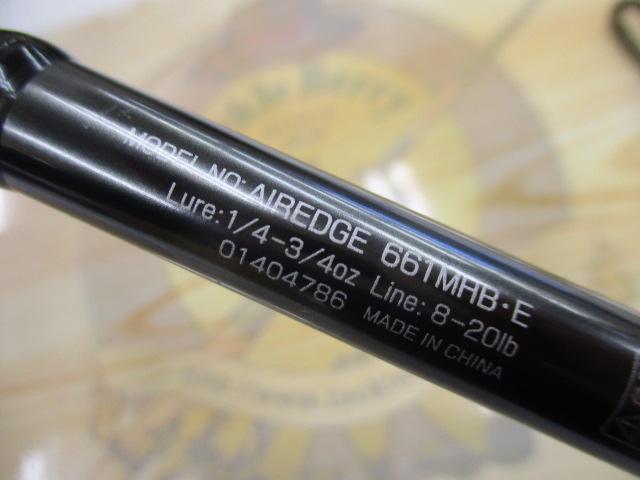 MODEL NO: AIREDGE 661MHB·E
Lure: 1/4-3/4oz Line: 8-20lb
01404786 MADE IN CHINA